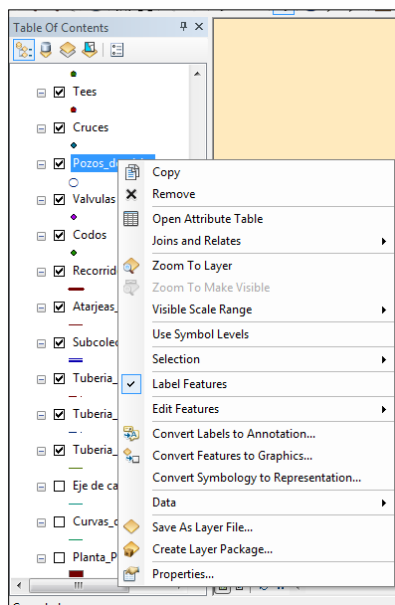 Table Of Contents
Tees
Cruces
Pozos_de
Valvulas
Codos
Recorrid
Atarjeas_
Subcolec
Tuberia_
Tuberia_
Tuberia_
Eje de ca
Curvas_d
Planta_P
Copy
Remove
Open Attribute Table
Joins and Relates
Zoom To Layer
Zoom To Make Visible
Visible Scale Range
Use Symbol Levels
Selection
Label Features
Edit Features
Convert Labels to Annotation...
Convert Features to Graphics...
Convert Symbology to Representation...
Data
Save As Layer File...
Create Layer Package...
Properties...